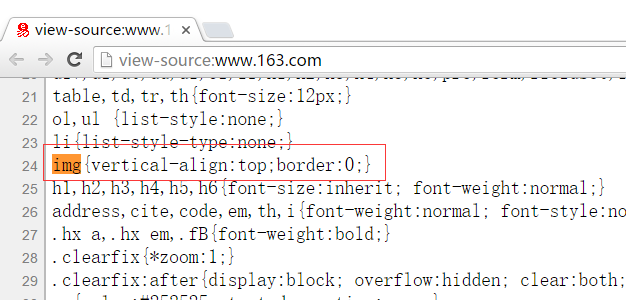 view-source:www.1
view-source:www.163.com
21 table,td,tr,th{font-size:12px;}
22 ol,ul {list-style:none;}
23 li{list-style-type:none;}
24 img{vertical-align:top;border:0;}
25 h1,h2,h3,h4,h5,h6{font-size:inherit; font-weight:normal;}
26 address,cite,code,em,th,i{font-weight:normal; font-style:no
27 .hx a,.hx em,.fB{font-weight:bold;}
28 .clearfix{*zoom:1;}
29 .clearfix:after{display:block; overflow:hidden; clear:both;